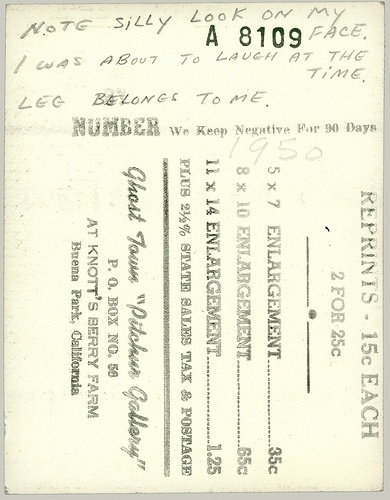 NOTE SILLY LOOK ON MY
FACE.
A 8109
I WAS ABOUT TO LAUGH AT THE
TIME.
LEG BELONGS TO ME.
NUMBER We Keep Negative For 90 Days
1950
REPRINTS - 15c EACH
2 FOR 25c
5 x 7 ENLARGEMENT 35c
8 x 10 ENLARGEMENT 65c
11 x 14 ENLARGEMENT 1.25
PLUS 2½% STATE SALES TAX & POSTAGE
Ghost Town "Pitchur Gallery"
P. O. BOX NO. 56
AT KNOTT'S BERRY FARM
Buena Park, California